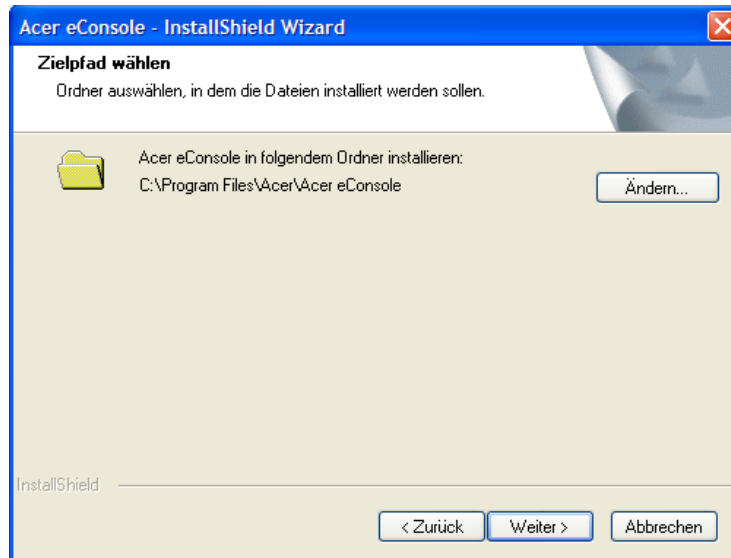 Acer eConsole - InstallShield Wizard
Zielpfad wählen
Ordner auswählen, in dem die Dateien installiert werden sollen.
Acer eConsole in folgendem Ordner installieren:
C:\Program Files\Acer\Acer eConsole
Ändern...
InstallShield
< Zurück
Weiter >
Abbrechen